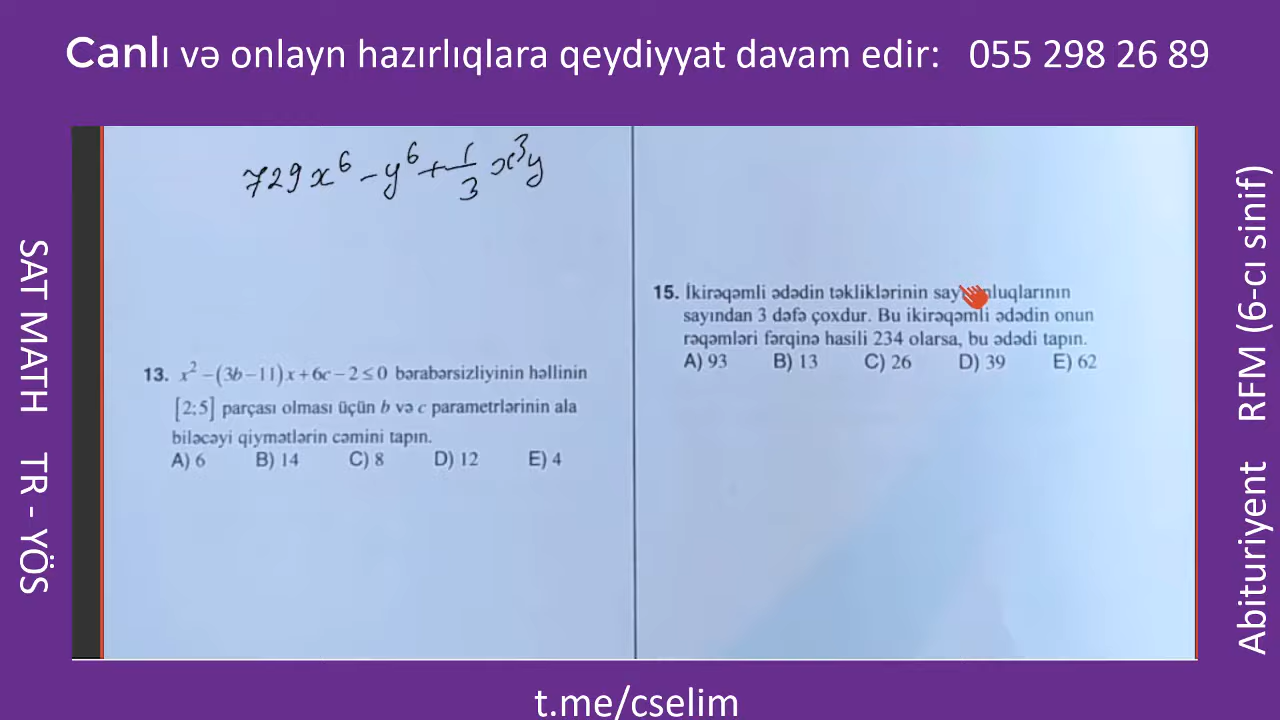 Canlı və onlayn hazırlıqlara qeydiyyat davam edir: 055 298 26 89
SAT MATH TR - YÖS
729x⁶ - y⁶ + 1/3 x³y
13. x² - (3b - 11)x + 6c - 2 ≤ 0 bərabərsizliyinin həllinin
[2;5] parçası olması üçün b və c parametrlərinin ala
biləcəyi qiymətlərin cəmini tapın.
A) 6 B) 14 C) 8 D) 12 E) 4
15. İkirəqəmli ədədin təkliklərinin onluqlarının
sayından 3 dəfə çoxdur. Bu ikirəqəmli ədədin onun
rəqəmləri fərqinə hasili 234 olarsa, bu ədədi tapın.
A) 93 B) 13 C) 26 D) 39 E) 62
Abituriyent RFM (6-cı sinif)
t.me/cselim